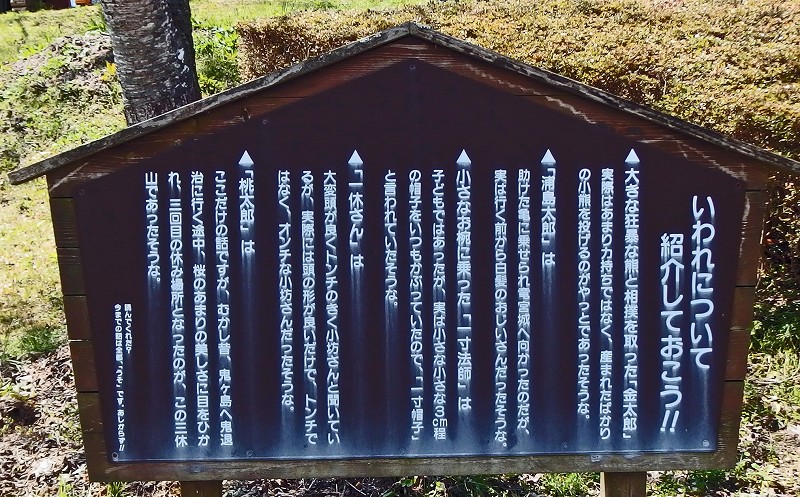 いわれについて
紹介しておこう!!
▲大きな狂暴な熊と相撲を取った「金太郎」
実際はあまり力持ちではなく、産まれたばかり
の小熊を投げるのがやっとであったそうな。
▲「浦島太郎」は
助けた亀に乗せられ竜宮城へ向かったのだが、
実は行く前から白髪のおじいさんだったそうな。
▲小さなお椀に乗った「一寸法師」は
子どもではあったが、実は小さな小さな3cm程
の帽子をいつもかぶっていたので、「一寸帽子」
と言われていたそうな。
▲「一休さん」は
大変頭が良くトンチのきく小坊さんと聞いてい
るが、実際には頭の形が良いだけで、トンチで
はなく、オンチな小坊さんだったそうな。
▲「桃太郎」は
ここだけの話ですが、むかし昔、鬼ヶ島へ鬼退
治に行く途中、桜のあまりの美しさに目をひか
れ、三回目の休み場所となったのが、この三休
山であったそうな。
読んでくれた?
今までの話は全部、「うそ」です。あしからず!!